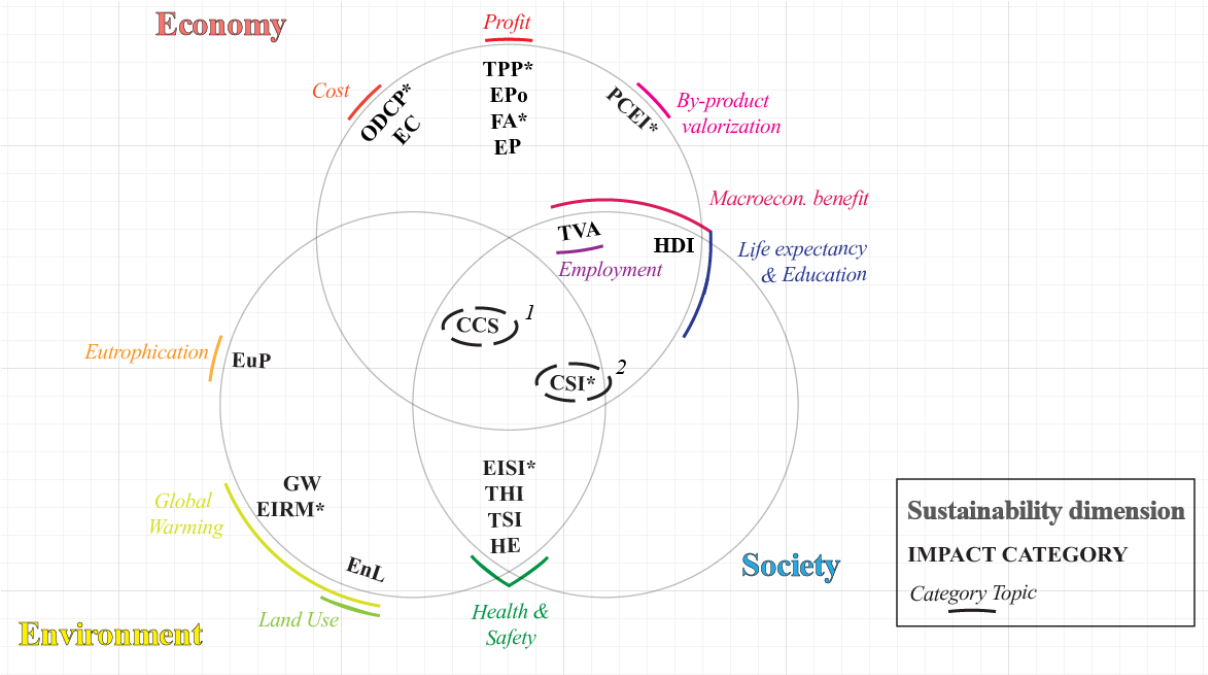 Economy
Profit
TPP*
EPo
FA*
EP
Cost
ODCP*
EC
PCEI*
By-product
valorization
Macroecon. benefit
TVA
HDI
Employment
Life expectancy
& Education
CCS
1
CSI*
2
Eutrophication
EuP
GW
EIRM*
Global
Warming
EnL
Land Use
Environment
EISI*
THI
TSI
HE
Health &
Safety
Society
Sustainability dimension
IMPACT CATEGORY
Category Topic